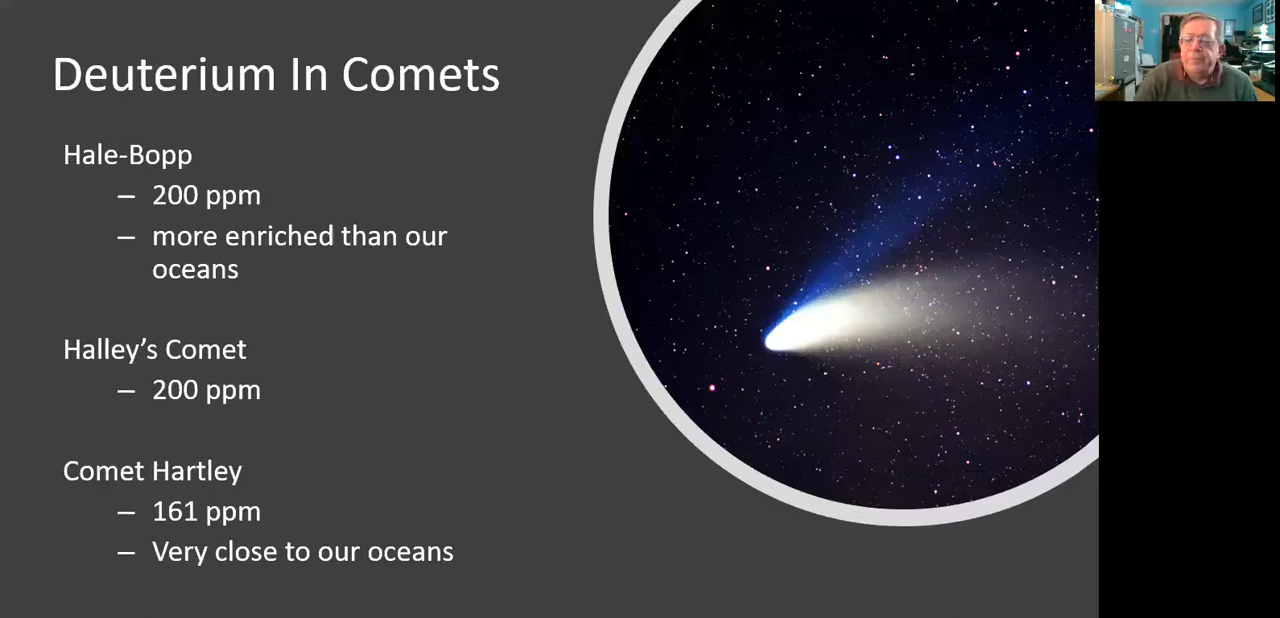 Deuterium In Comets
Hale-Bopp
– 200 ppm
– more enriched than our
oceans
Halley’s Comet
– 200 ppm
Comet Hartley
– 161 ppm
– Very close to our oceans